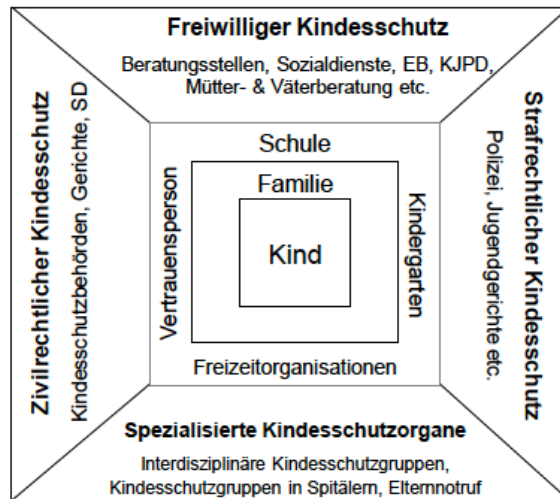 Freiwilliger Kindesschutz
Beratungsstellen, Sozialdienste, EB, KJPD,
Mütter- & Väterberatung etc.
Zivilrechtlicher Kindesschutz
Kindesschutzbehörden, Gerichte, SD
Schule
Vertrauensperson
Familie
Kind
Kindergarten
Freizeitorganisationen
Strafrechtlicher Kindesschutz
Polizei, Jugendgerichte etc.
Spezialisierte Kindesschutzorgane
Interdisziplinäre Kindesschutzgruppen,
Kindesschutzgruppen in Spitälern, Elternnotruf